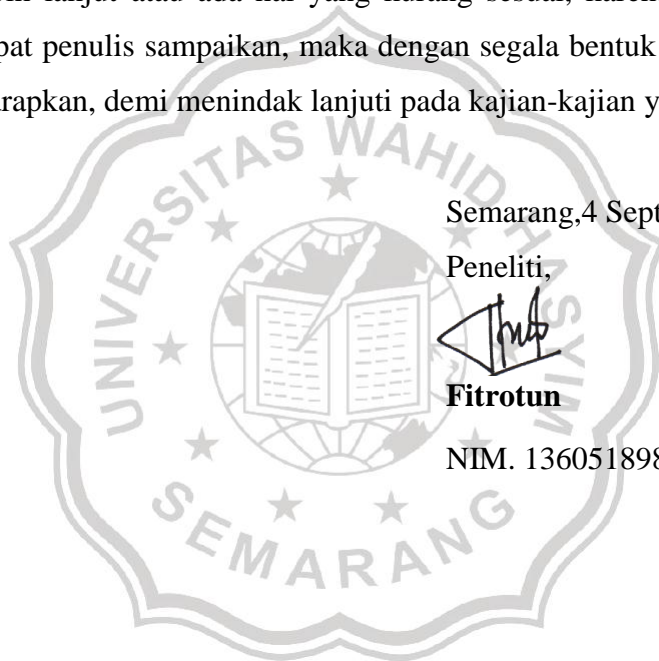 lanjut atau ada hal yang kurang sesuai,
pat penulis sampaikan, maka dengan segala bentuk
rapkan, demi menindak lanjuti pada kajian-kajian y
UNIVERSITAS WAHID HASYIM
SEMARANG
Semarang,4 Sept
Peneliti,
Fitrotun
NIM. 136051898